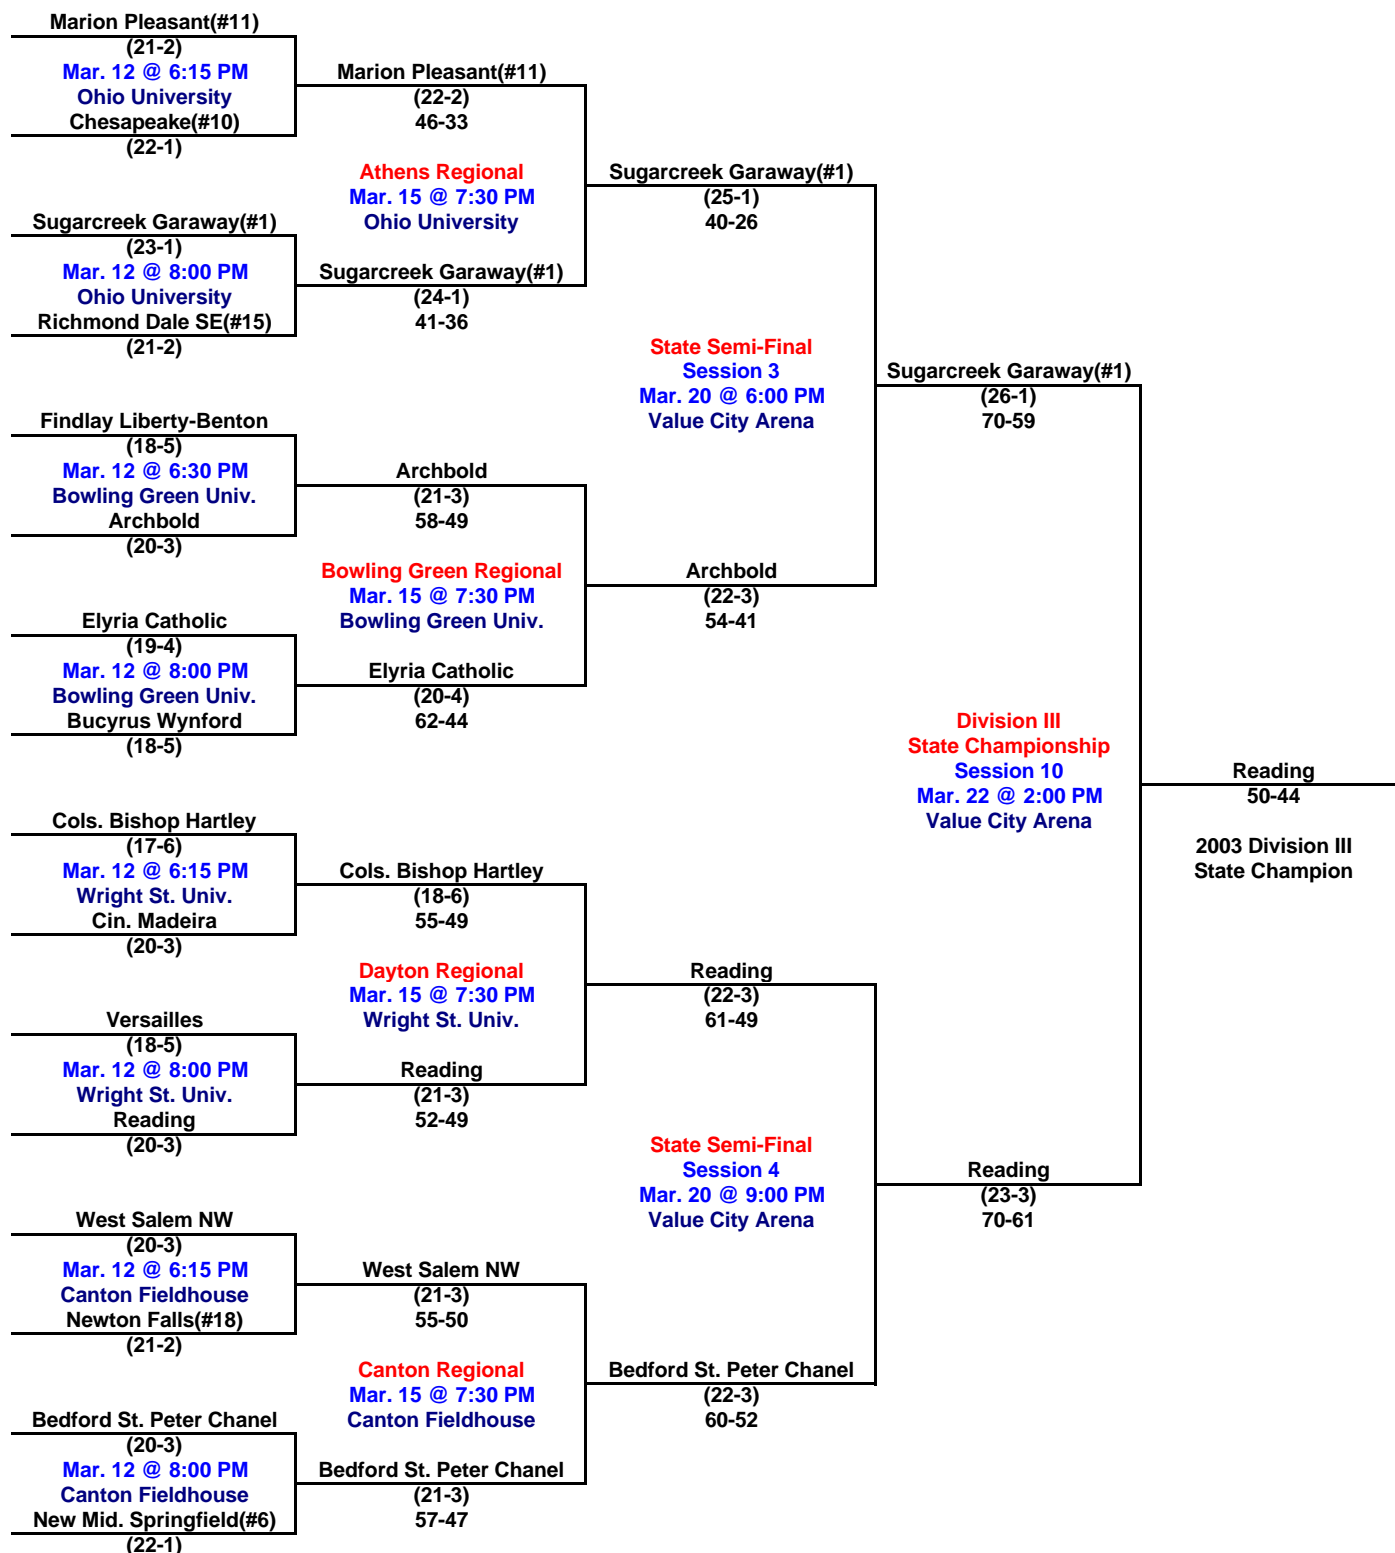 Marion Pleasant(#11)
(21-2)
Mar. 12 @ 6:15 PM
Ohio University
Chesapeake(#10)
(22-1)
Sugarcreek Garaway(#1)
(23-1)
Mar. 12 @ 8:00 PM
Ohio University
Richmond Dale SE(#15)
(21-2)
Findlay Liberty-Benton
(18-5)
Mar. 12 @ 6:30 PM
Bowling Green Univ.
Archbold
(20-3)
Elyria Catholic
(19-4)
Mar. 12 @ 8:00 PM
Bowling Green Univ.
Bucyrus Wynford
(18-5)
Cols. Bishop Hartley
(17-6)
Mar. 12 @ 6:15 PM
Wright St. Univ.
Cin. Madeira
(20-3)
Versailles
(18-5)
Mar. 12 @ 8:00 PM
Wright St. Univ.
Reading
(20-3)
West Salem NW
(20-3)
Mar. 12 @ 6:15 PM
Canton Fieldhouse
Newton Falls(#18)
(21-2)
Bedford St. Peter Chanel
(20-3)
Mar. 12 @ 8:00 PM
Canton Fieldhouse
New Mid. Springfield(#6)
(22-1)
Marion Pleasant(#11)
(22-2)
46-33
Athens Regional
Mar. 15 @ 7:30 PM
Ohio University
Sugarcreek Garaway(#1)
(24-1)
41-36
Archbold
(21-3)
58-49
Bowling Green Regional
Mar. 15 @ 7:30 PM
Bowling Green Univ.
Elyria Catholic
(20-4)
62-44
Cols. Bishop Hartley
(18-6)
55-49
Dayton Regional
Mar. 15 @ 7:30 PM
Wright St. Univ.
Reading
(21-3)
52-49
West Salem NW
(21-3)
55-50
Canton Regional
Mar. 15 @ 7:30 PM
Canton Fieldhouse
Bedford St. Peter Chanel
(21-3)
57-47
Sugarcreek Garaway(#1)
(25-1)
40-26
State Semi-Final
Session 3
Mar. 20 @ 6:00 PM
Value City Arena
Archbold
(22-3)
54-41
Reading
(22-3)
61-49
State Semi-Final
Session 4
Mar. 20 @ 9:00 PM
Value City Arena
Bedford St. Peter Chanel
(22-3)
60-52
Sugarcreek Garaway(#1)
(26-1)
70-59
Division III
State Championship
Session 10
Mar. 22 @ 2:00 PM
Value City Arena
Reading
(23-3)
70-61
Reading
50-44
2003 Division III
State Champion